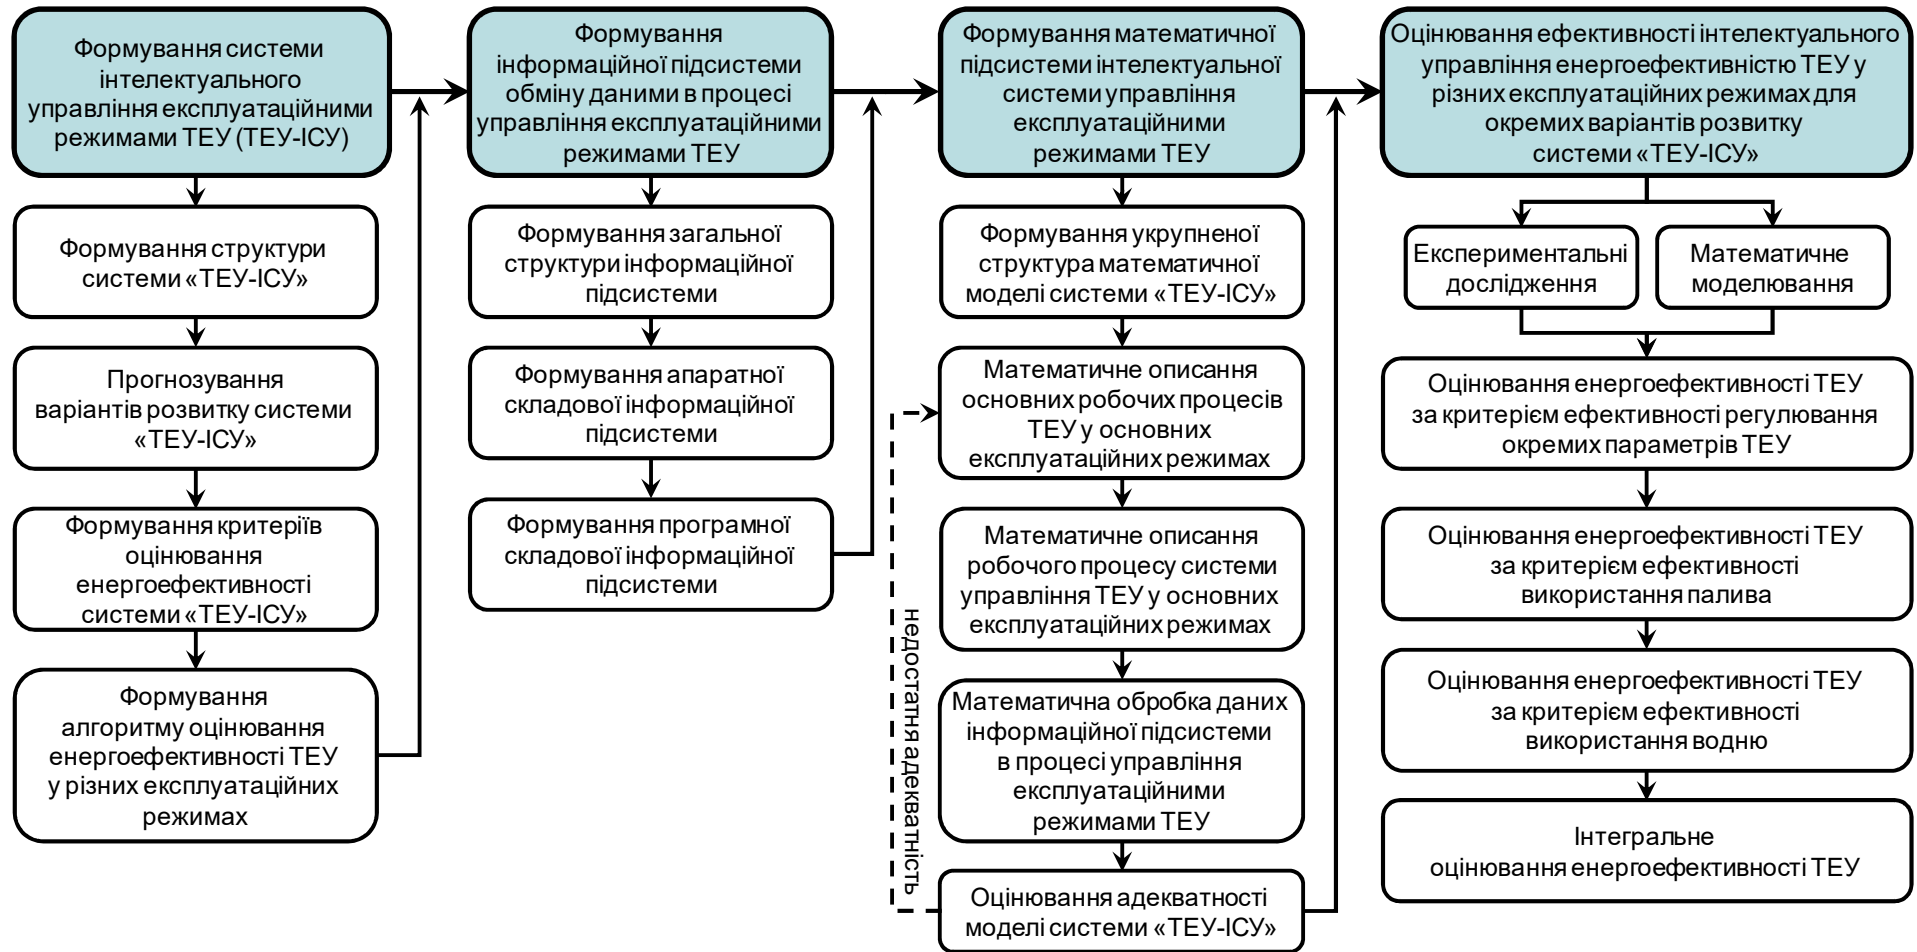 Формування системи
інтелектуального
управління експлуатаційними
режимами ТЕУ (ТЕУ-ІСУ)
Формування структури
системи «ТЕУ-ІСУ»
Прогнозування
варіантів розвитку системи
«ТЕУ-ІСУ»
Формування критеріїв
оцінювання
енергоефективності
системи «ТЕУ-ІСУ»
Формування
алгоритму оцінювання
енергоефективності ТЕУ
у різних експлуатаційних
режимах
Формування
інформаційної підсистеми
обміну даними в процесі
управління експлуатаційними
режимами ТЕУ
Формування загальної
структури інформаційної
підсистеми
Формування апаратної
складової інформаційної
підсистеми
Формування програмної
складової інформаційної
підсистеми
Формування математичної
підсистеми інтелектуальної
системи управління
експлуатаційними
режимами ТЕУ
Формування укрупненої
структура математичної
моделі системи «ТЕУ-ІСУ»
Математичне описання
основних робочих процесів
ТЕУ у основних
експлуатаційних режимах
Математичне описання
робочого процесу системи
управління ТЕУ у основних
експлуатаційних режимах
Математична обробка даних
інформаційної підсистеми
в процесі управління
експлуатаційними
режимами ТЕУ
Оцінювання адекватності
моделі системи «ТЕУ-ІСУ»
недостатня адекватність
Оцінювання ефективності інтелектуального
управління енергоефективністю ТЕУ у
різних експлуатаційних режимах для
окремих варіантів розвитку
системи «ТЕУ-ІСУ»
Експериментальні
дослідження
Математичне
моделювання
Оцінювання енергоефективності ТЕУ
за критерієм ефективності регулювання
окремих параметрів ТЕУ
Оцінювання енергоефективності ТЕУ
за критерієм ефективності
використання палива
Оцінювання енергоефективності ТЕУ
за критерієм ефективності
використання водню
Інтегральне
оцінювання енергоефективності ТЕУ